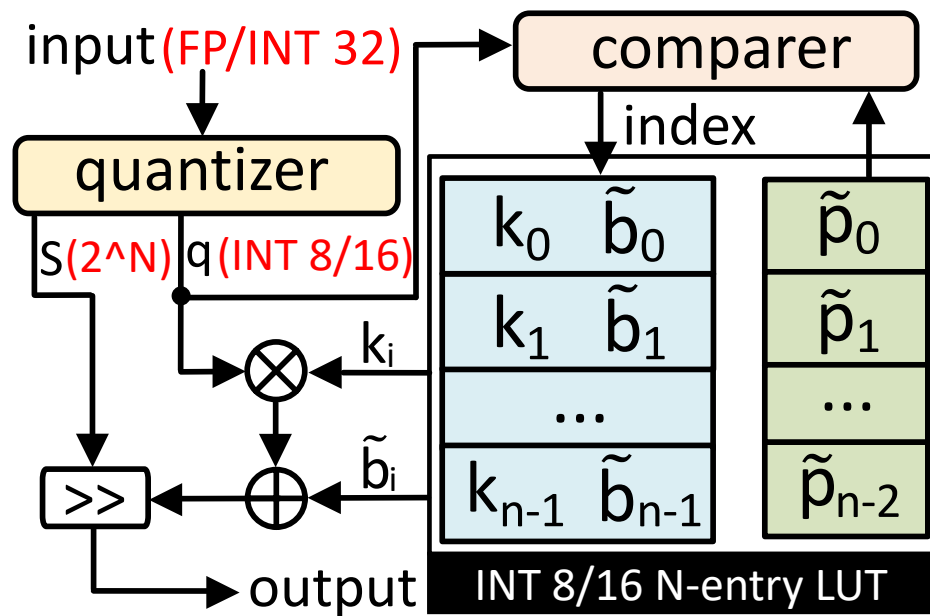 input (FP/INT 32)
comparer
index
quantizer
S(2^N) q (INT 8/16)
k₀ b̃₀ p̃₀
k₁ b̃₁ p̃₁
kᵢ
... ...
b̃ᵢ
kₙ₋₁ b̃ₙ₋₁ p̃ₙ₋₂
>>
output
INT 8/16 N-entry LUT